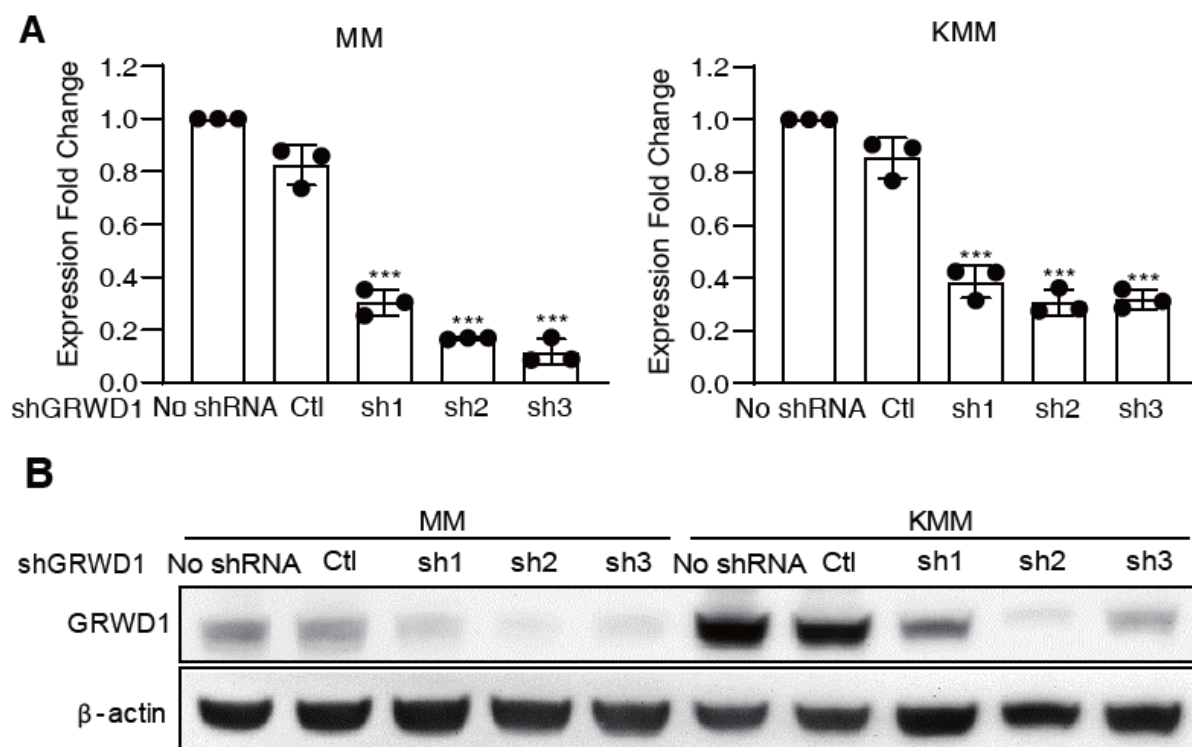 A
MM
KMM
Expression Fold Change
1.2
1.0
0.8
0.6
0.4
0.2
0.0
***
***
***
shGRWD1 No shRNA Ctl sh1 sh2 sh3
Expression Fold Change
1.2
1.0
0.8
0.6
0.4
0.2
0.0
***
***
***
No shRNA Ctl sh1 sh2 sh3
B
MM KMM
shGRWD1 No shRNA Ctl sh1 sh2 sh3 No shRNA Ctl sh1 sh2 sh3
GRWD1
β-actin